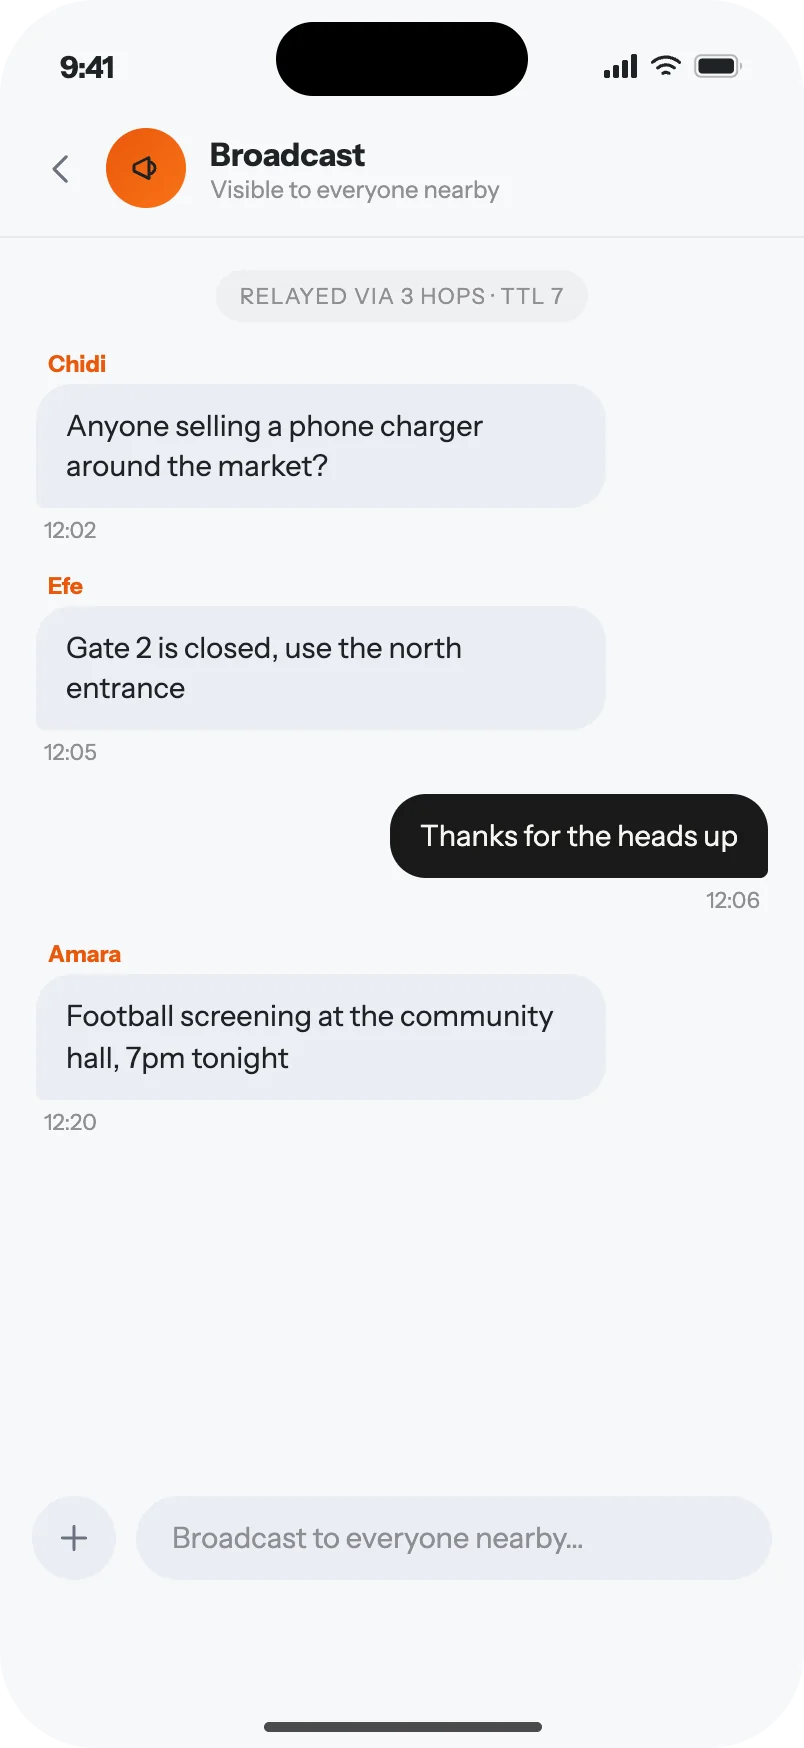 9:41
Broadcast
Visible to everyone nearby
RELAYED VIA 3 HOPS · TTL 7
Chidi
Anyone selling a phone charger
around the market?
12:02
Efe
Gate 2 is closed, use the north
entrance
12:05
Thanks for the heads up
12:06
Amara
Football screening at the community
hall, 7pm tonight
12:20
Broadcast to everyone nearby...